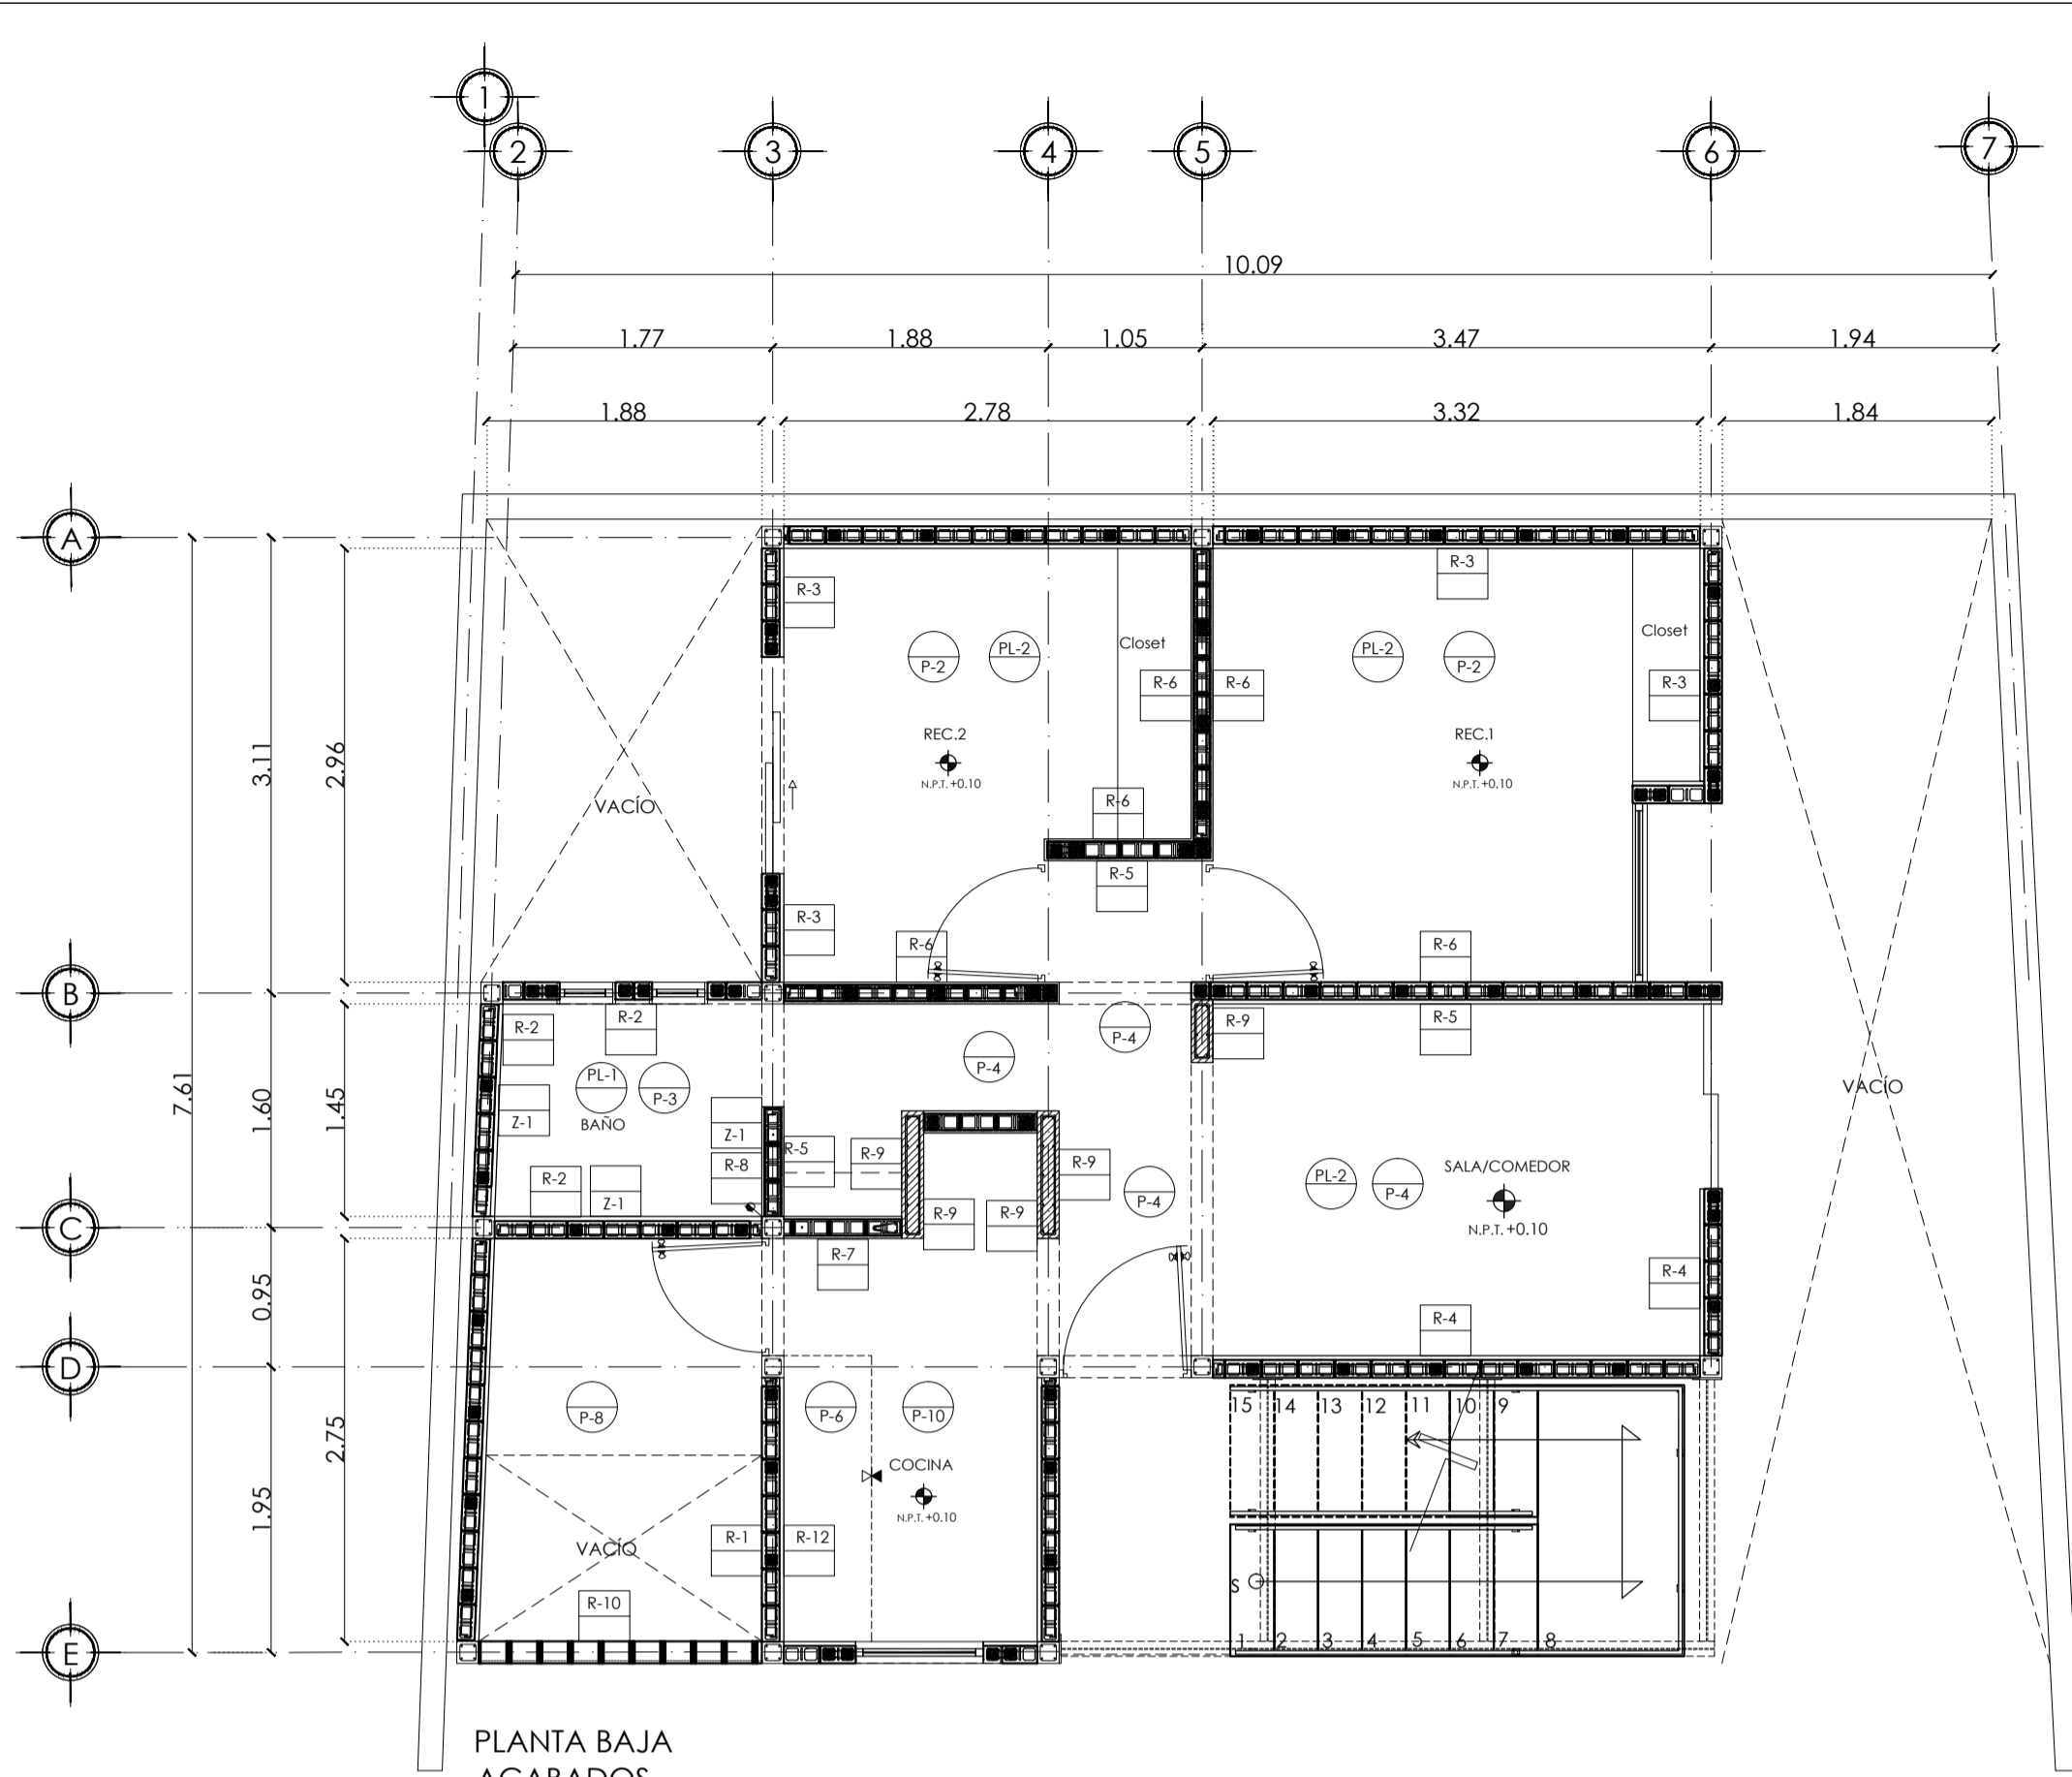 1
2 3 4 5 6 7
10.09
1.77 1.88 1.05 3.47 1.94
1.88 2.78 3.32 1.84
A
R-3
R-3
Closet
Closet
P-2 PL-2
PL-2 P-2
R-6 R-6
R-3
REC.2
N.P.T. +0.10
REC.1
N.P.T. +0.10
3.11
2.96
VACÍO
R-6
R-5
R-3
R-6
R-6
B
R-2
R-2
P-4
P-4
R-9
R-5
PL-1 P-3
BAÑO
Z-1
Z-1
VACÍO
7.61
1.60
1.45
R-5
R-9
R-9
R-8
R-2
Z-1
P-4
PL-2 P-4
SALA/COMEDOR
N.P.T. +0.10
R-9 R-9
C
R-7
R-4
0.95
R-4
D
P-8
P-6 P-10
15 14 13 12 11 10 9
2.75
COCINA
N.P.T. +0.10
1.95
R-1 R-12
VACÍO
S
R-10
1 2 3 4 5 6 7 8
E
PLANTA BAJA
ACABADOS